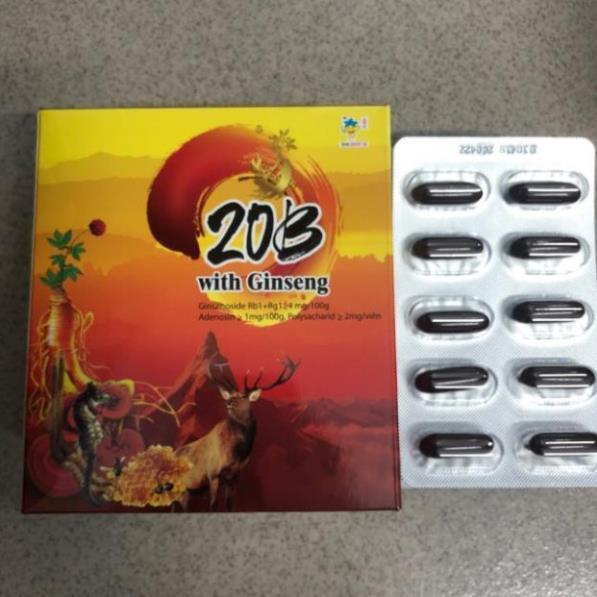 20B
with Ginseng
Ginsenoside Rb1+Rg1≥4 mg/100g
Adenosin ≥ 1mg/100g, Polysacharid ≥ 2mg/viên